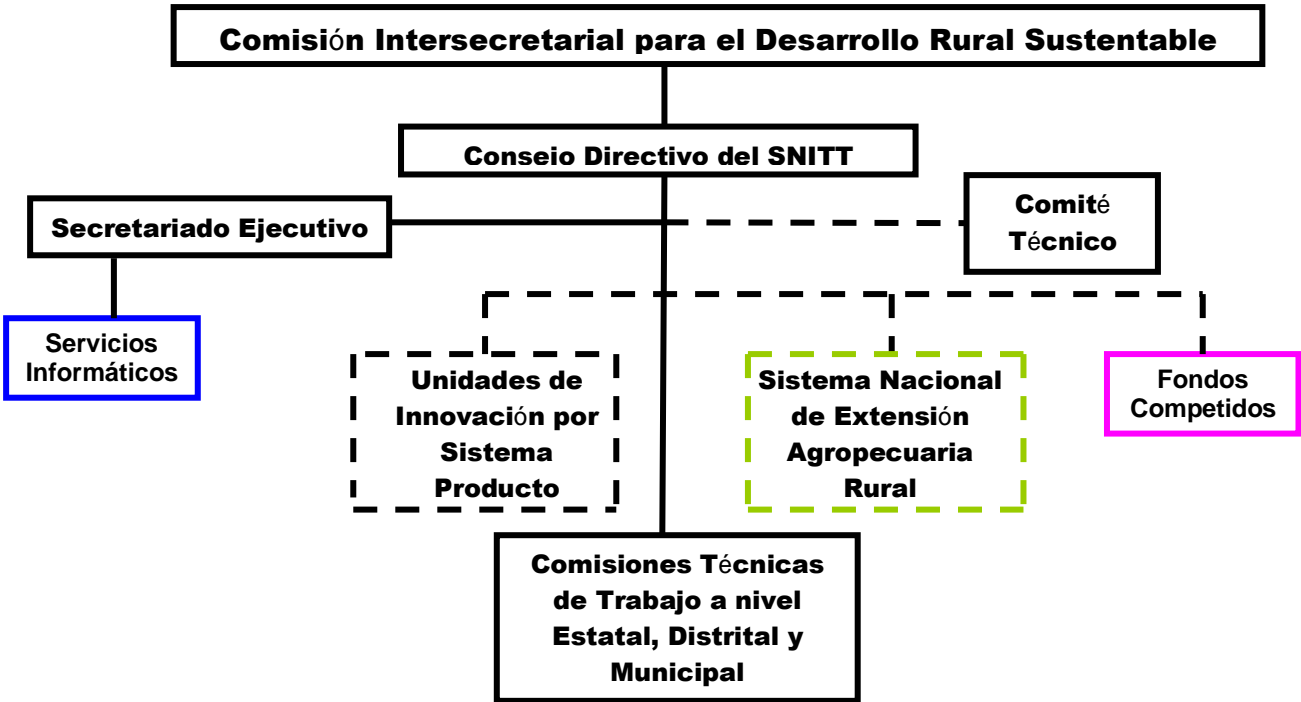 Comisión Intersecretarial para el Desarrollo Rural Sustentable
Conseio Directivo del SNITT
Secretariado Ejecutivo
Comité
Técnico
Servicios
Informáticos
Unidades de
Innovación por
Sistema
Producto
Sistema Nacional
de Extensión
Agropecuaria
Rural
Fondos
Competidos
Comisiones Técnicas
de Trabajo a nivel
Estatal, Distrital y
Municipal